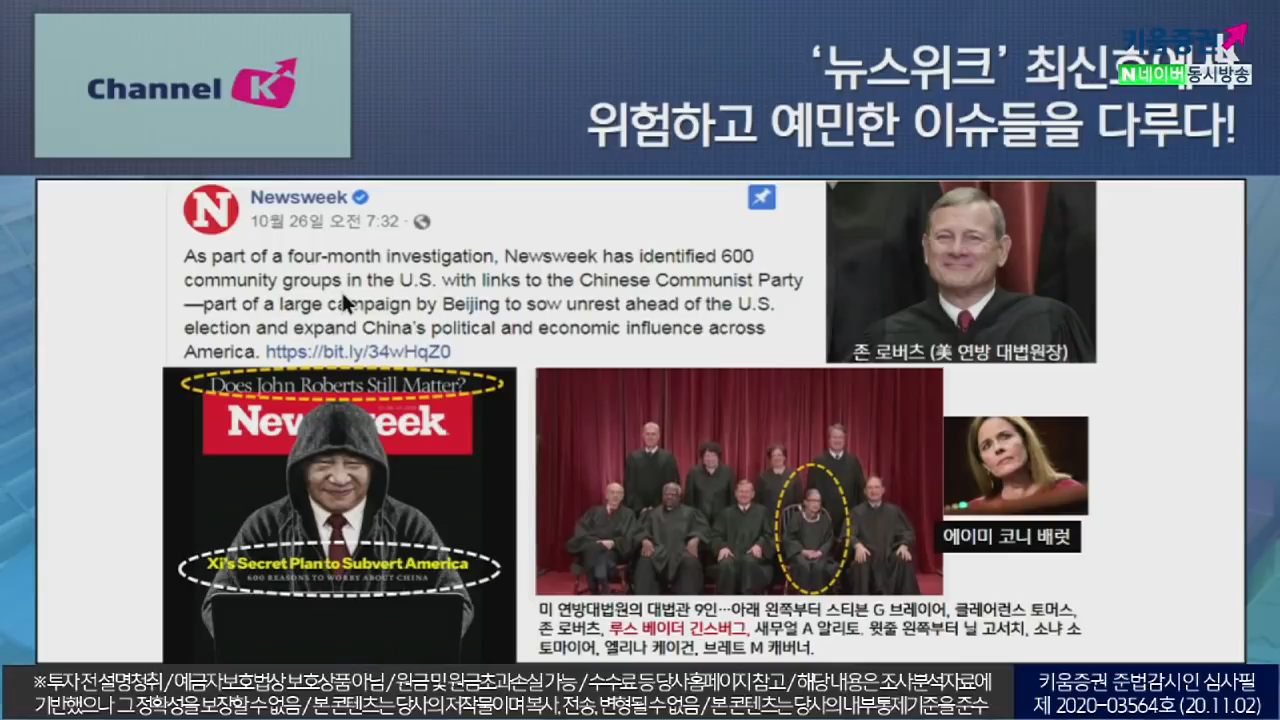 Channel K
‘뉴스위크’ 최신호에서
위험하고 예민한 이슈들을 다루다!
키움증권
N 네이버 동시방송
Newsweek
10월 26일 오전 7:32 ·
As part of a four-month investigation, Newsweek has identified 600
community groups in the U.S. with links to the Chinese Communist Party
—part of a large campaign by Beijing to sow unrest ahead of the U.S.
election and expand China's political and economic influence across
America. https://bit.ly/34wHqZ0
존 로버츠 (美 연방 대법원장)
Does John Roberts Still Matter?
Newsweek
Xi's Secret Plan to Subvert America
600 REASONS TO WORRY ABOUT CHINA
에이미 코니 배럿
미 연방대법원의 대법관 9인…아래 왼쪽부터 스티븐 G 브레이어, 클레어런스 토머스,
존 로버츠, 루스 베이더 긴스버그, 새무얼 A 알리토. 윗줄 왼쪽부터 닐 고서치, 소냐 소
토마이어, 엘리나 케이건, 브레트 M 캐버너.
※ 투자 전 설명청취 / 예금자보호법상 보호상품 아님 / 원금 및 원금초과손실 가능 / 수수료 등 당사홈페이지 참고 / 해당 내용은 조사분석자료에
기반했으나 그 정확성을 보장할 수 없음 / 본 콘텐츠는 당사의 저작물이며 복사, 전송, 변형될 수 없음 / 본 콘텐츠는 당사의 내부통제기준을 준수
키움증권 준법감시인 심사필
제 2020-03564호 (20.11.02)